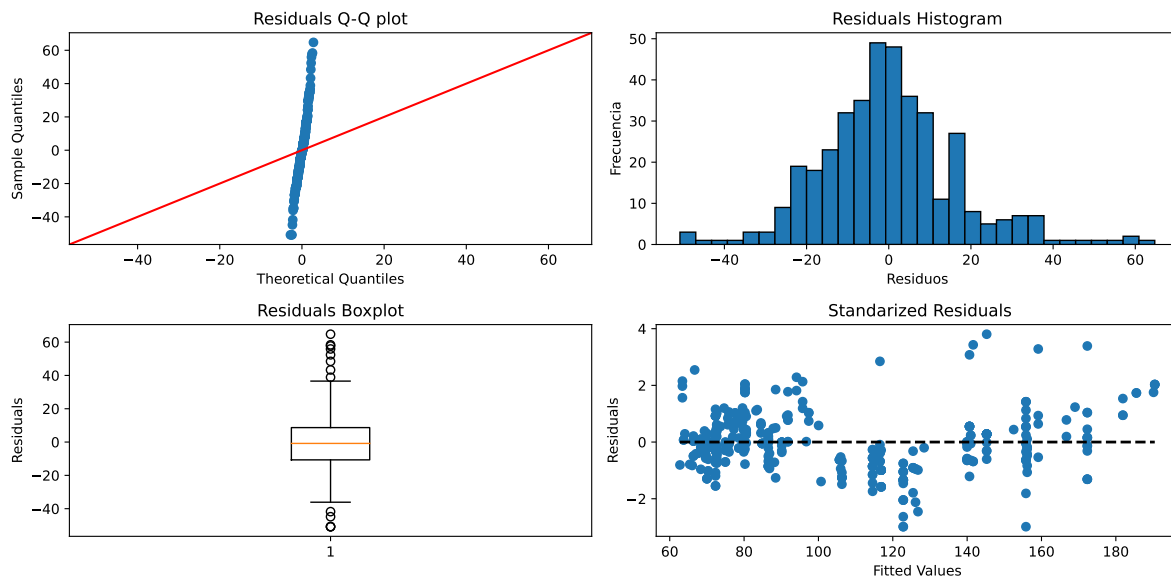 Residuals Q-Q plot
Sample Quantiles
60
40
20
0
−20
−40
−40 −20 0 20 40 60
Theoretical Quantiles
Residuals Histogram
Frecuencia
50
40
30
20
10
0
−40 −20 0 20 40 60
Residuos
Residuals Boxplot
Residuals
60
40
20
0
−20
−40
1
Standarized Residuals
Residuals
4
2
0
−2
60 80 100 120 140 160 180
Fitted Values